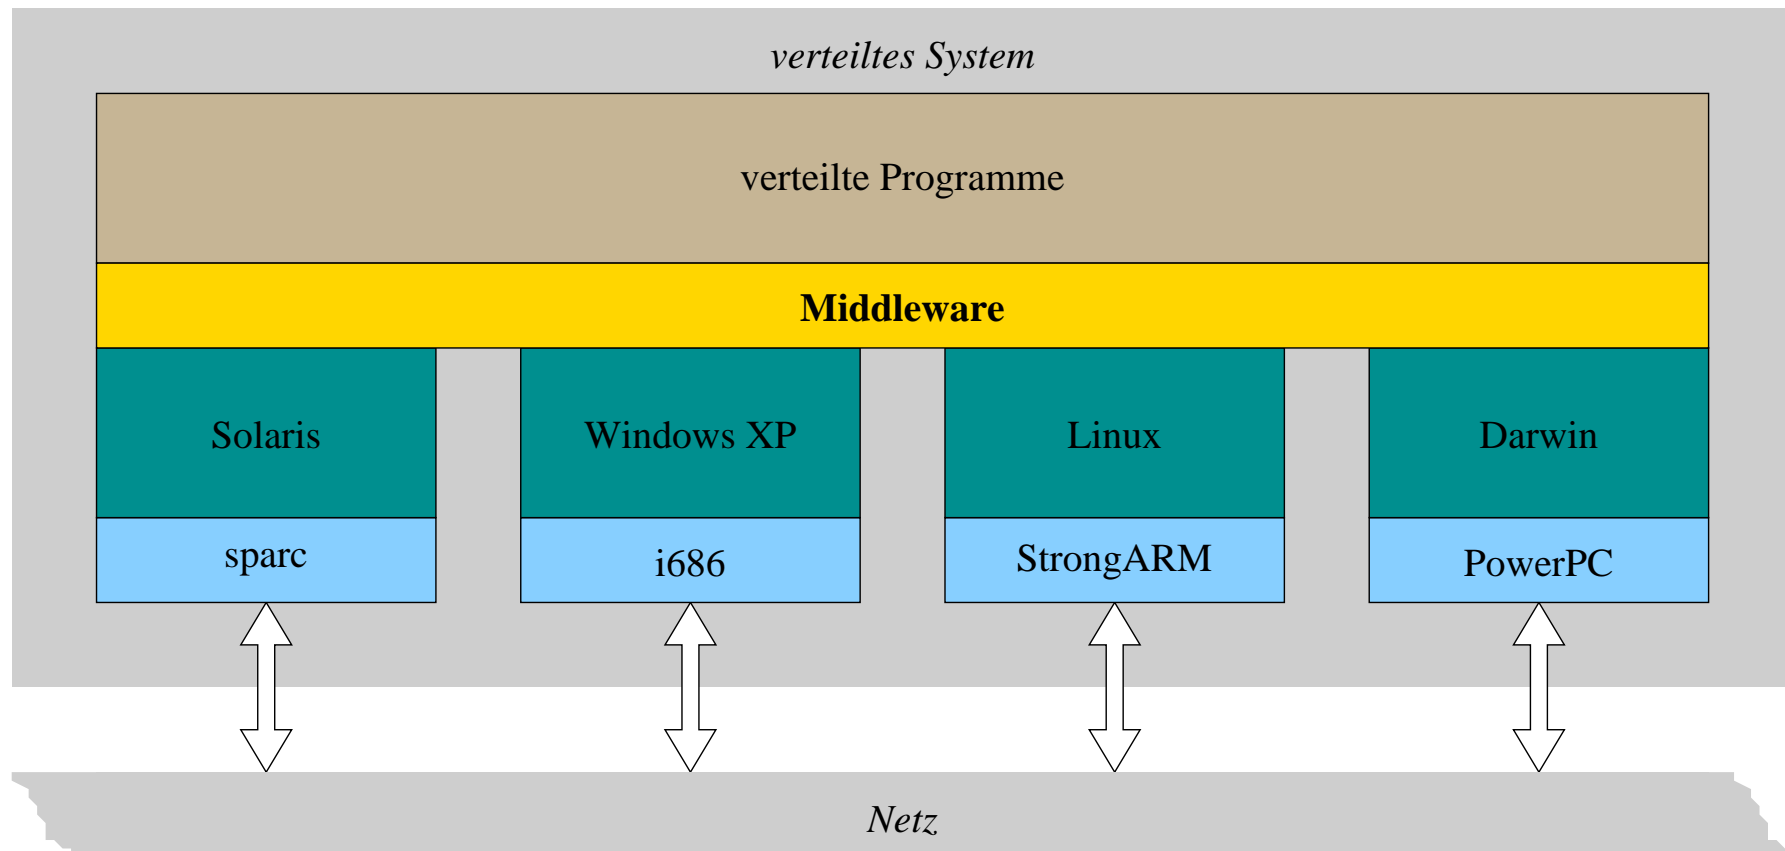 verteiltes System
verteilte Programme
Middleware
Solaris
Windows XP
Linux
Darwin
sparc
i686
StrongARM
PowerPC
Netz